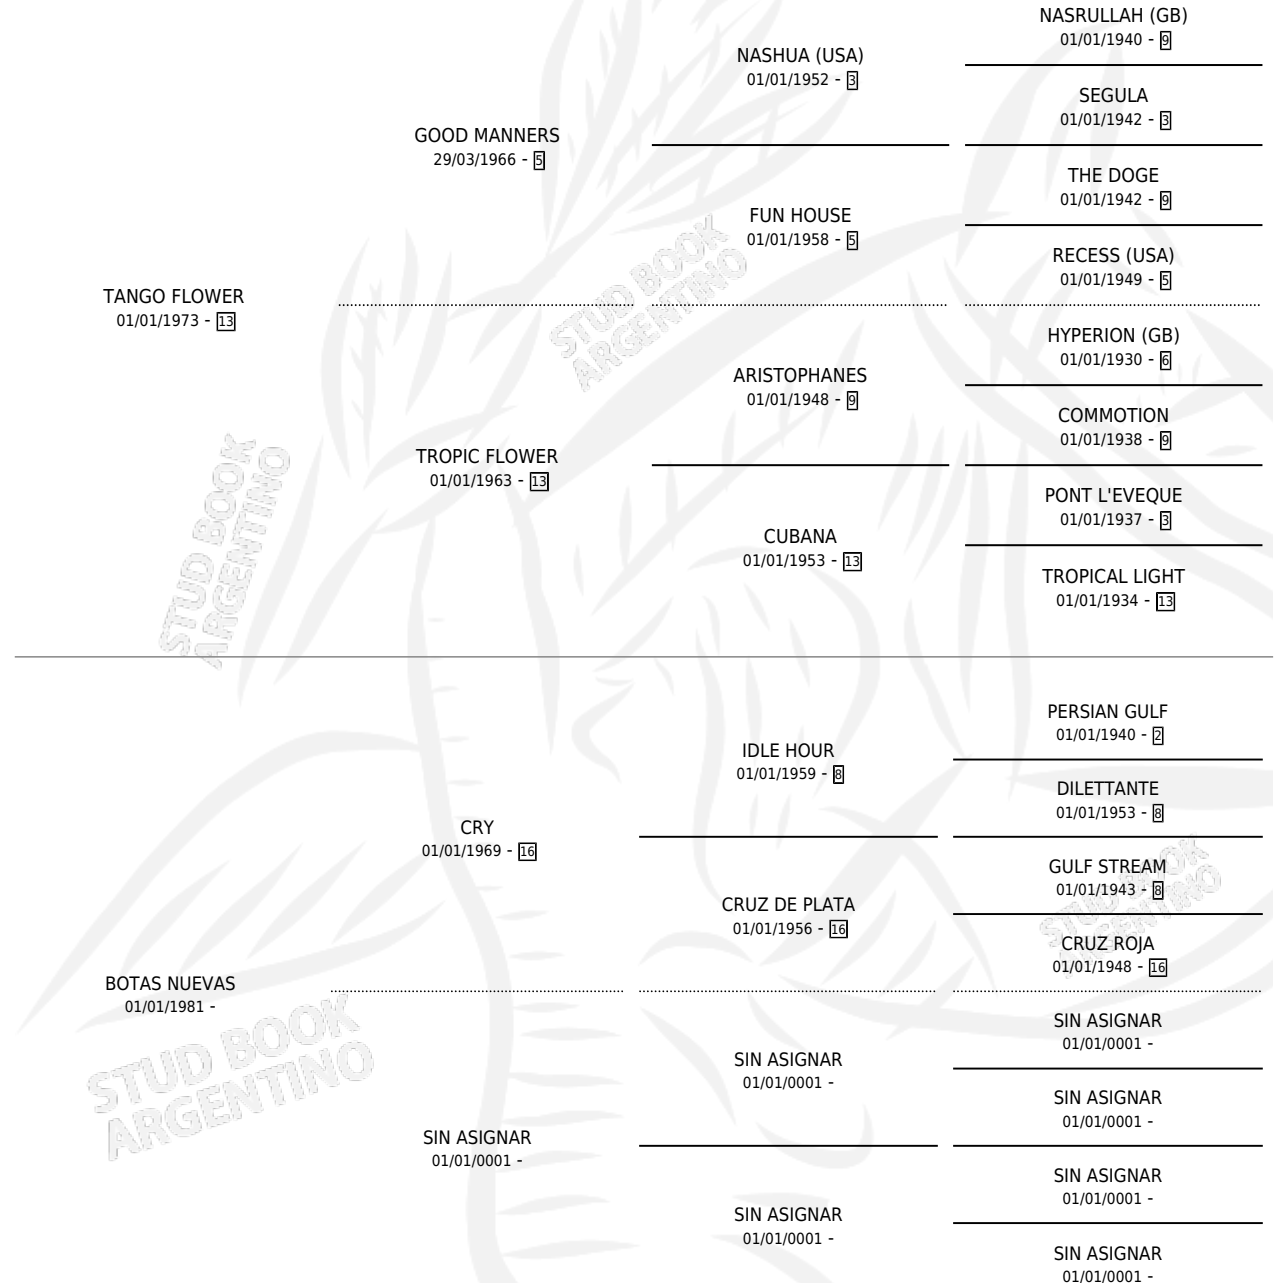 NASRULLAH (GB)
01/01/1940 - 9
NASHUA (USA)
01/01/1952 - 3
SEGULA
01/01/1942 - 3
GOOD MANNERS
29/03/1966 - 5
THE DOGE
01/01/1942 - 9
FUN HOUSE
01/01/1958 - 5
RECESS (USA)
01/01/1949 - 5
TANGO FLOWER
01/01/1973 - 13
HYPERION (GB)
01/01/1930 - 6
ARISTOPHANES
01/01/1948 - 9
COMMOTION
01/01/1938 - 9
TROPIC FLOWER
01/01/1963 - 13
PONT L'EVEQUE
01/01/1937 - 3
CUBANA
01/01/1953 - 13
TROPICAL LIGHT
01/01/1934 - 13
PERSIAN GULF
01/01/1940 - 2
IDLE HOUR
01/01/1959 - 8
DILETTANTE
01/01/1953 - 8
CRY
01/01/1969 - 16
GULF STREAM
01/01/1943 - 8
CRUZ DE PLATA
01/01/1956 - 16
CRUZ ROJA
01/01/1948 - 16
BOTAS NUEVAS
01/01/1981 -
SIN ASIGNAR
01/01/0001 -
SIN ASIGNAR
01/01/0001 -
SIN ASIGNAR
01/01/0001 -
SIN ASIGNAR
01/01/0001 -
SIN ASIGNAR
01/01/0001 -
SIN ASIGNAR
01/01/0001 -
SIN ASIGNAR
01/01/0001 -
STUD BOOK
ARGENTINO
STUD BOOK
ARGENTINO
STUD BOOK
ARGENTINO
STUD BOOK
ARGENTINO